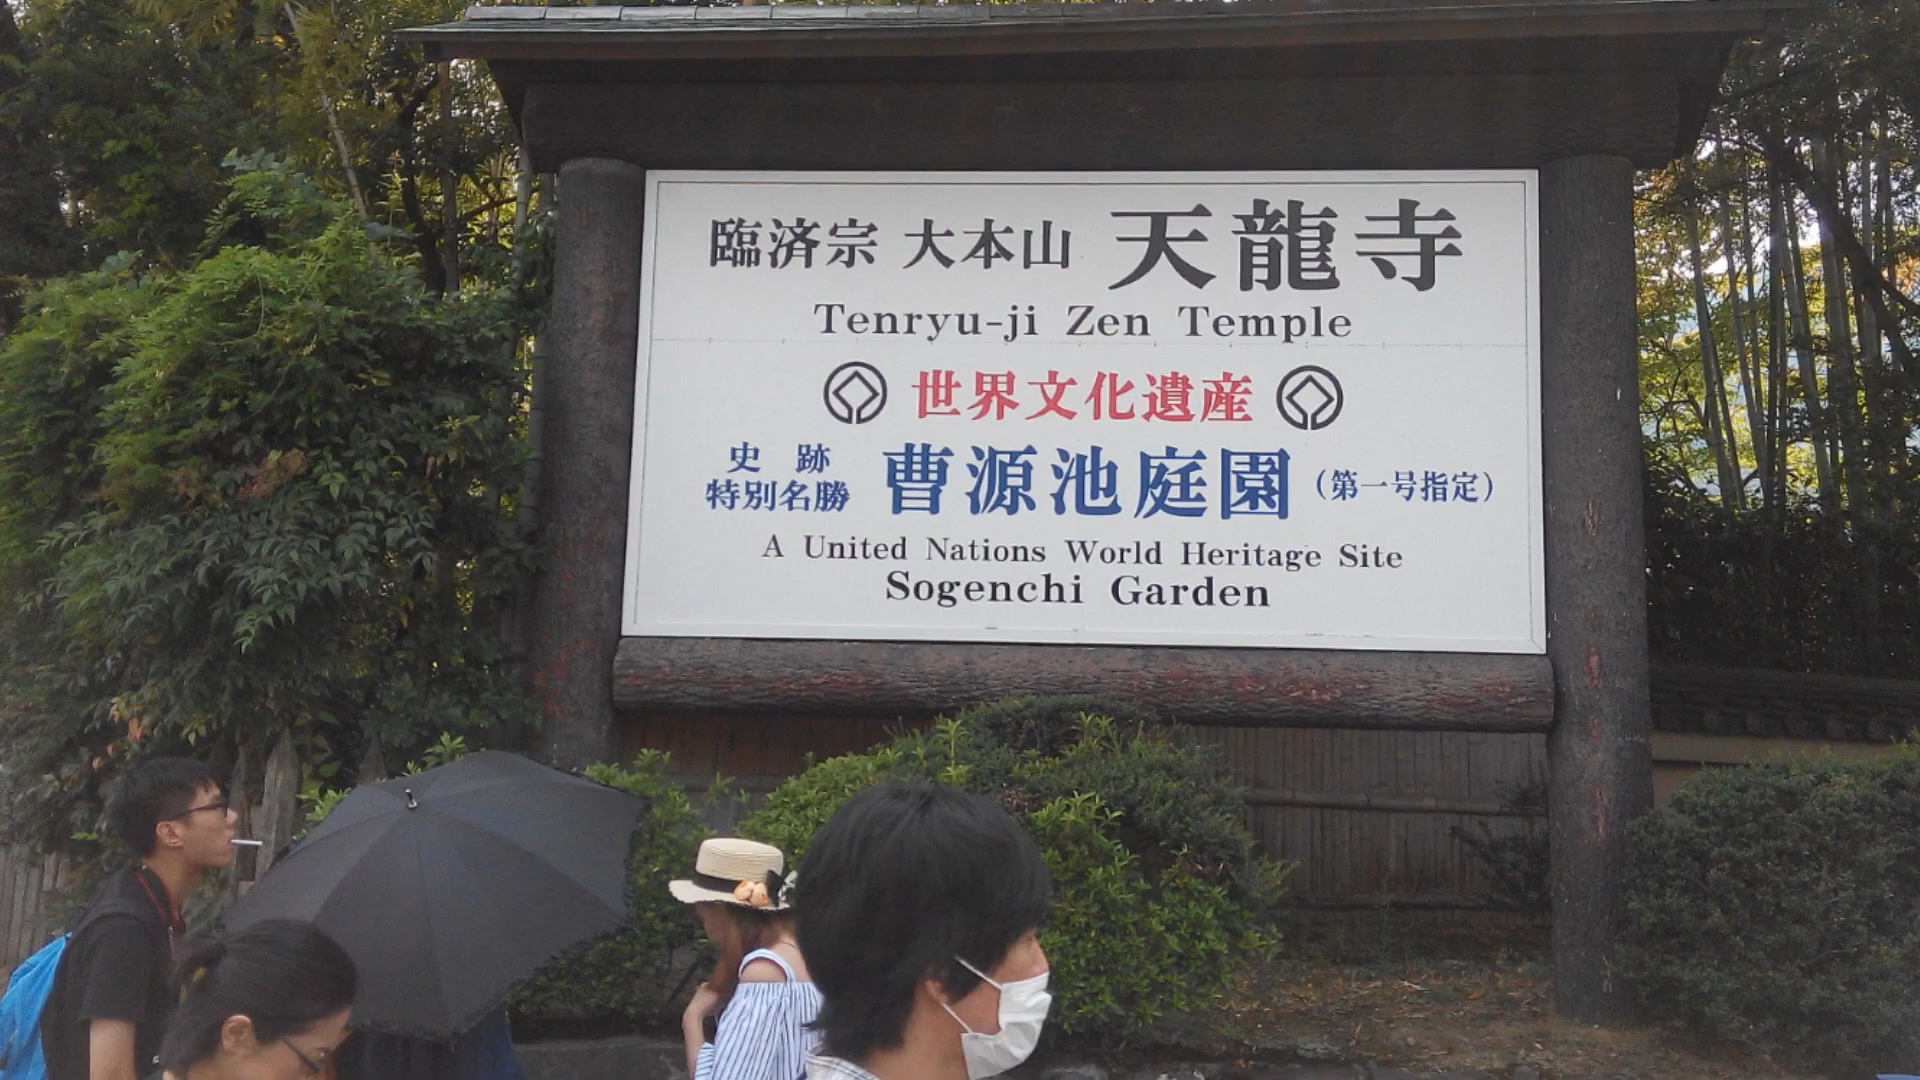 臨済宗 大本山 天龍寺
Tenryu-ji Zen Temple
世界文化遺産
史跡
特別名勝 曹源池庭園 (第一号指定)
A United Nations World Heritage Site
Sogenchi Garden